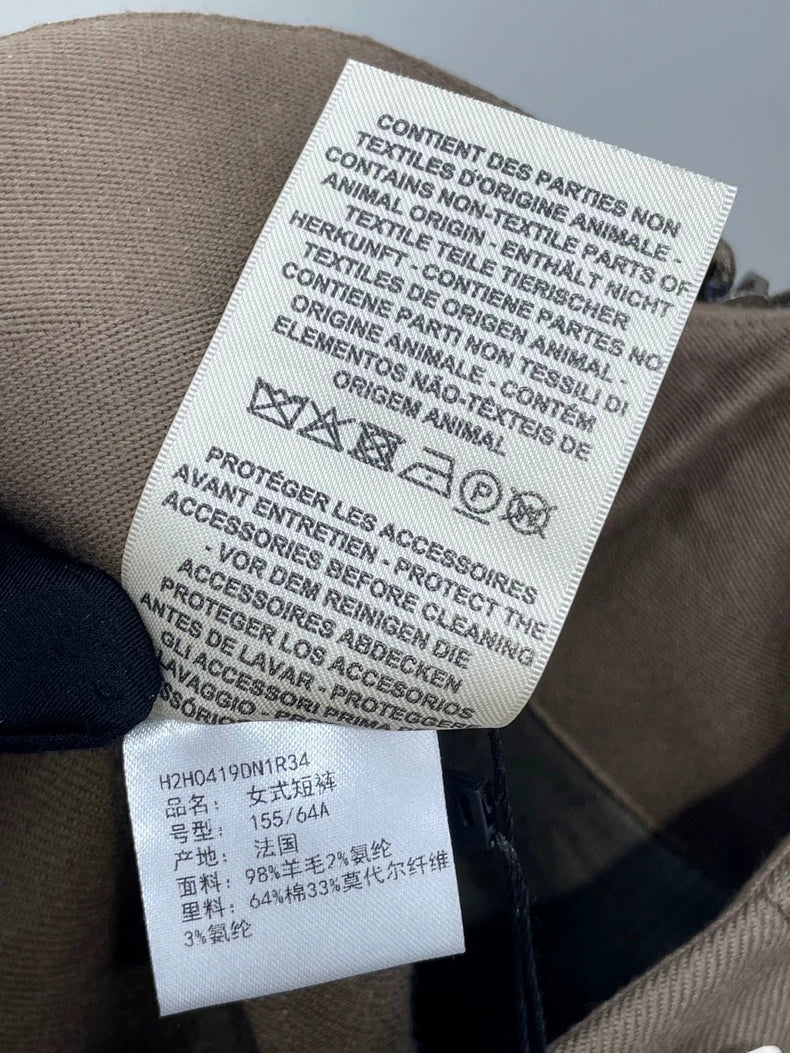 CONTIENT DES PARTIES NON
TEXTILES D'ORIGINE ANIMALE -
CONTAINS NON-TEXTILE PARTS OF
ANIMAL ORIGIN - ENTHÄLT NICHT
TEXTILE TEILE TIERISCHER
HERKUNFT - CONTIENE PARTES NO
TEXTILES DE ORIGEN ANIMAL -
CONTIENE PARTI NON TESSILI DI
ORIGINE ANIMALE - CONTÉM
ELEMENTOS NÃO-TÊXTEIS DE
ORIGEM ANIMAL
P
PROTÉGER LES ACCESSOIRES
AVANT ENTRETIEN - PROTECT THE
ACCESSORIES BEFORE CLEANING
- VOR DEM REINIGEN DIE
ACCESSOIRES ABDECKEN
PROTEGER LOS ACCESORIOS
ANTES DE LAVAR - PROTEGGERE
GLI ACCESSORI PRIMA
LAVAGGIO -
H2H0419DN1R34
品名： 女式短裤
号型： 155/64A
产地： 法国
面料： 98%羊毛2%氨纶
里料： 64%棉33%莫代尔纤维
3%氨纶